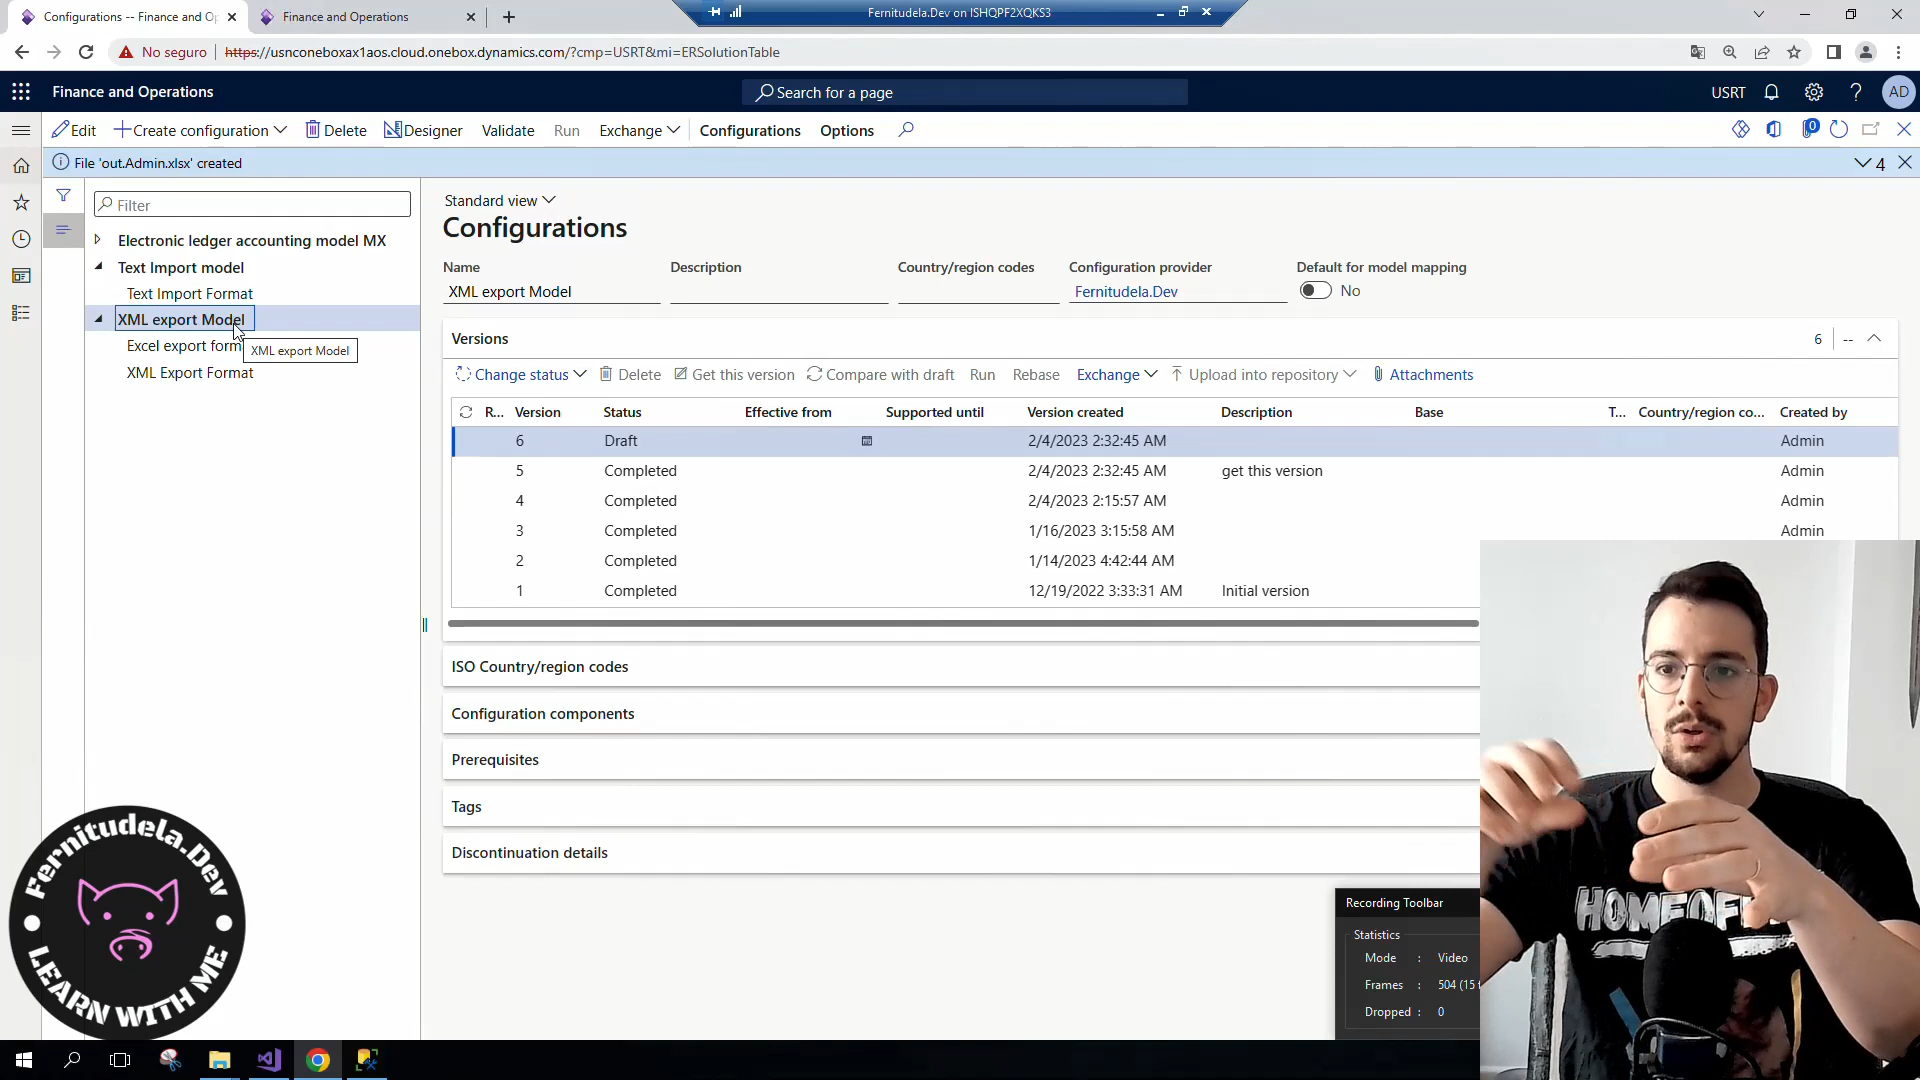 Configurations -- Finance and Op
Finance and Operations
Fernitudela.Dev on ISHQPF2XQKS3
No seguro
https://usnconeboxax1aos.cloud.onebox.dynamics.com/?cmp=USRT&mi=ERSolutionTable
Finance and Operations
Search for a page
USRT
AD
Edit
Create configuration
Delete
Designer
Validate
Run
Exchange
Configurations
Options
0
File 'out.Admin.xlsx' created
4
Filter
Electronic ledger accounting model MX
Text Import model
Text Import Format
XML export Model
Excel export form
XML export Model
XML Export Format
Standard view
Configurations
Name
Description
Country/region codes
Configuration provider
Default for model mapping
XML export Model
Fernitudela.Dev
No
Versions
6
--
Change status
Delete
Get this version
Compare with draft
Run
Rebase
Exchange
Upload into repository
Attachments
R... Version Status Effective from Supported until Version created Description Base T... Country/region co... Created by
6 Draft 2/4/2023 2:32:45 AM Admin
5 Completed 2/4/2023 2:32:45 AM get this version Admin
4 Completed 2/4/2023 2:15:57 AM Admin
3 Completed 1/16/2023 3:15:58 AM Admin
2 Completed 1/14/2023 4:42:44 AM
1 Completed 12/19/2022 3:33:31 AM Initial version
ISO Country/region codes
Configuration components
Prerequisites
Tags
Discontinuation details
Fernitudela.Dev
LEARN WITH ME
Recording Toolbar
Statistics
Mode : Video
Frames : 504 (15
Dropped : 0